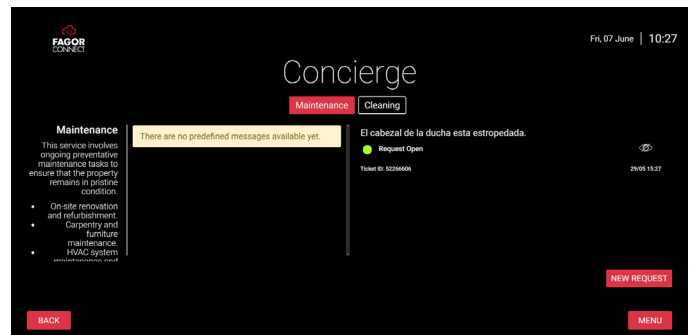 FAGOR
CONNECT
Fri, 07 June | 10:27
Concierge
Maintenance
Cleaning
Maintenance
This service involves
ongoing preventative
maintenance tasks to
ensure that the property
remains in pristine
condition.
• On-site renovation
and refurbishment.
• Carpentry and
furniture
maintenance.
• HVAC system
maintenance and
There are no predefined messages available yet.
El cabezal de la ducha esta estropedada.
Request Open
Ticket ID: 52266606
29/05 15:27
NEW REQUEST
BACK
MENU